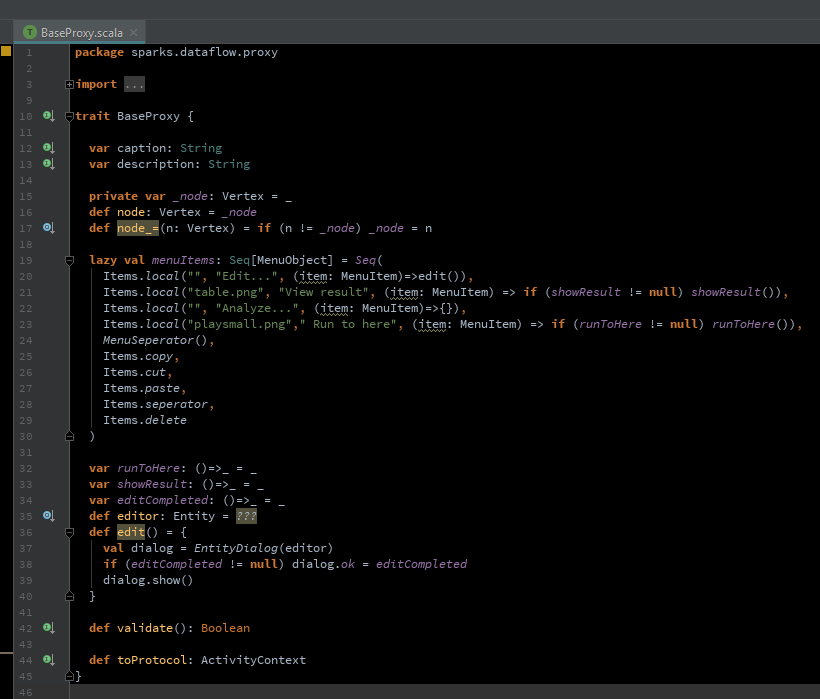 T BaseProxy.scala ×
1 package sparks.dataflow.proxy
2
3 import ...
9
10 trait BaseProxy {
11
12   var caption: String
13   var description: String
14
15   private var _node: Vertex = _
16   def node: Vertex = _node
17   def node_=(n: Vertex) = if (n != _node) _node = n
18
19   lazy val menuItems: Seq[MenuObject] = Seq(
20     Items.local("", "Edit...", (item: MenuItem)=>edit()),
21     Items.local("table.png", "View result", (item: MenuItem) => if (showResult != null) showResult()),
22     Items.local("", "Analyze...", (item: MenuItem)=>{}),
23     Items.local("playsmall.png"," Run to here", (item: MenuItem) => if (runToHere != null) runToHere()),
24     MenuSeperator(),
25     Items.copy,
26     Items.cut,
27     Items.paste,
28     Items.seperator,
29     Items.delete
30   )
31
32   var runToHere: ()=>_ = _
33   var showResult: ()=>_ = _
34   var editCompleted: ()=>_ = _
35   def editor: Entity = ???
36   def edit() = {
37     val dialog = EntityDialog(editor)
38     if (editCompleted != null) dialog.ok = editCompleted
39     dialog.show()
40   }
41
42   def validate(): Boolean
43
44   def toProtocol: ActivityContext
45 }
46